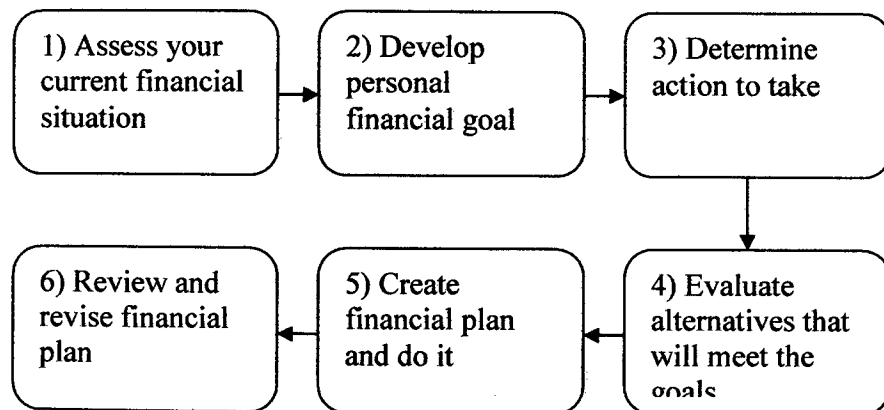 1) Assess your
current financial
situation
2) Develop
personal
financial goal
3) Determine
action to take
4) Evaluate
alternatives that
will meet the
goals
5) Create
financial plan
and do it
6) Review and
revise financial
plan